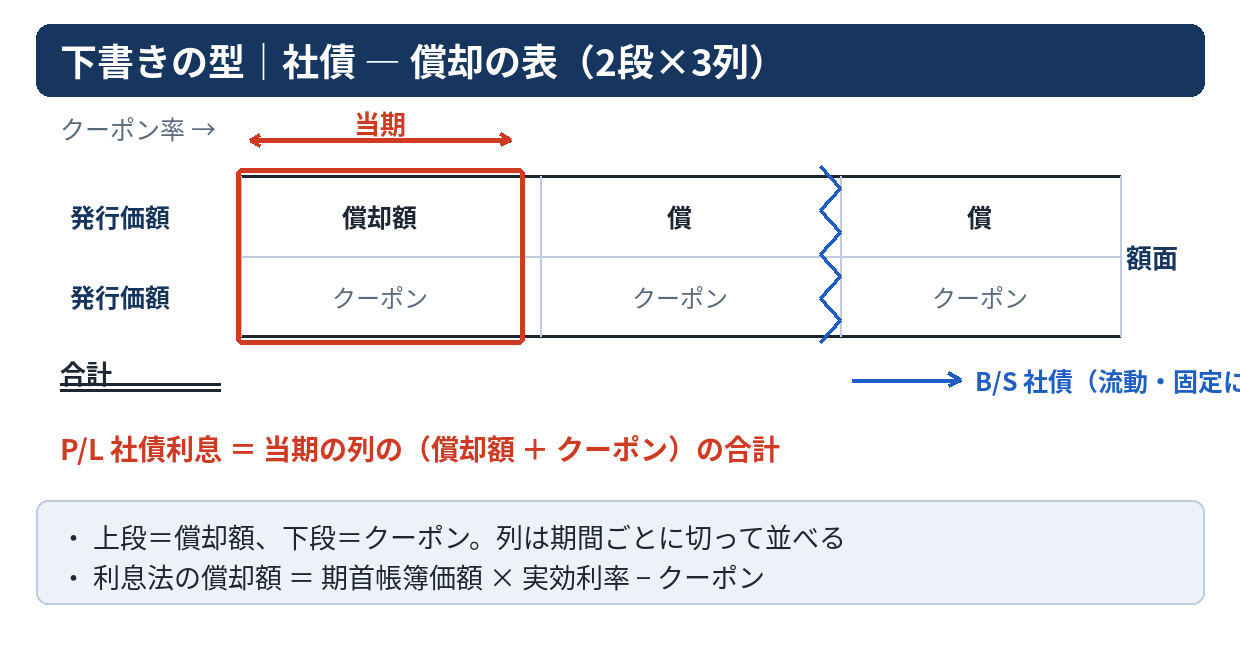 下書きの型｜社債 ― 償却の表（2段×3列）
クーポン率 →
当期
発行価額 償却額 償 償
額面
発行価額 クーポン クーポン クーポン
合計
B/S 社債（流動・固定に
P/L 社債利息 ＝ 当期の列の（償却額 ＋ クーポン）の合計
・ 上段＝償却額、下段＝クーポン。列は期間ごとに切って並べる
・ 利息法の償却額 ＝ 期首帳簿価額 × 実効利率 − クーポン